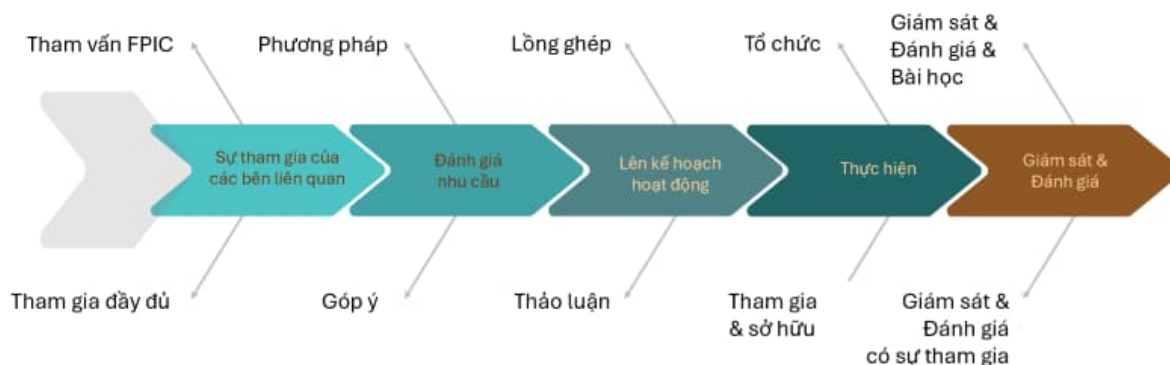 Tham vấn FPIC
Phương pháp
Lồng ghép
Tổ chức
Giám sát &
Đánh giá &
Bài học
Sự tham gia của
các bên liên quan
Đánh giá
nhu cầu
Lên kế hoạch
hoạt động
Thực hiện
Giám sát &
Đánh giá
Tham gia đầy đủ
Góp ý
Thảo luận
Tham gia
& sở hữu
Giám sát &
Đánh giá
có sự tham gia